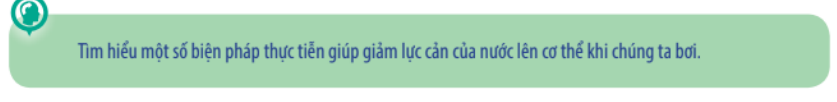 Tìm hiểu một số biện pháp thực tiễn giúp giảm lực cản của nước lên cơ thể khi chúng ta bơi.